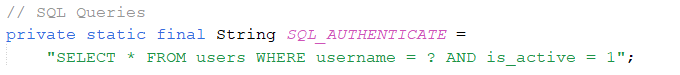 // SQL Queries
private static final String SQL_AUTHENTICATE =
"SELECT * FROM users WHERE username = ? AND is_active = 1";